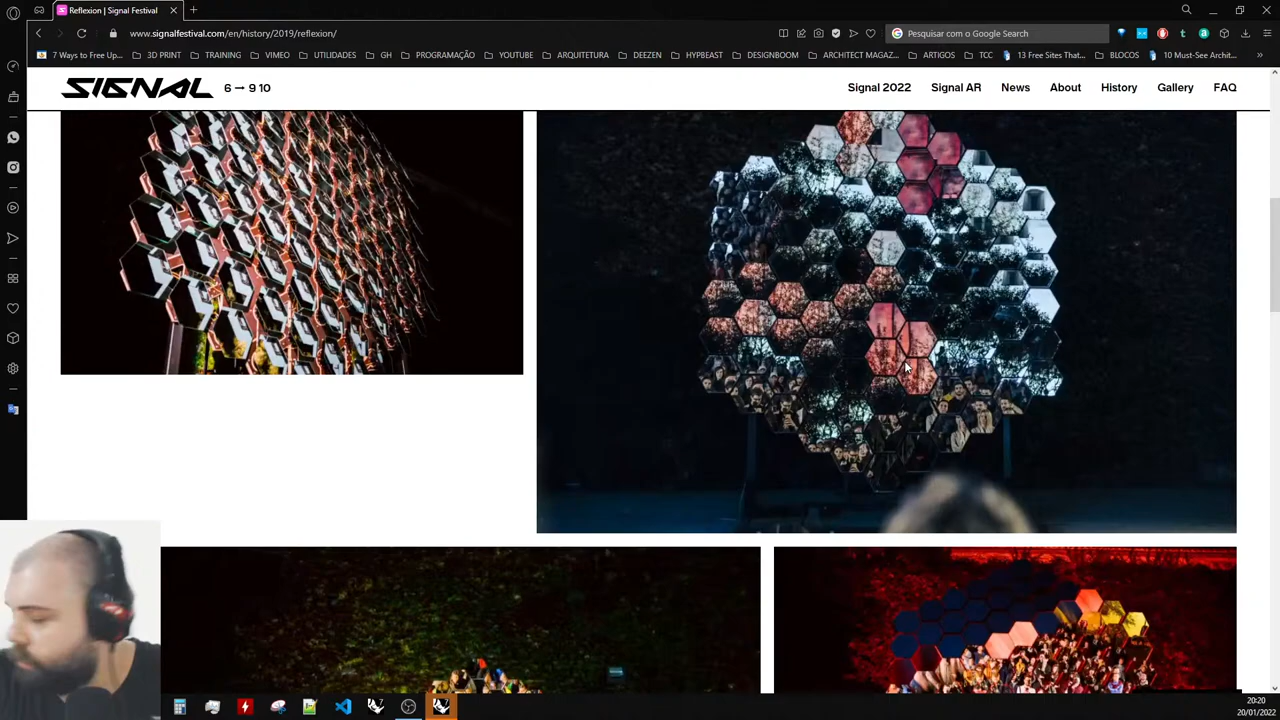 Reflexion | Signal Festival
www.signalfestival.com/en/history/2019/reflexion/
Pesquisar com o Google Search
7 Ways to Free Up...
3D PRINT
TRAINING
VIMEO
UTILIDADES
GH
PROGRAMAÇÃO
YOUTUBE
ARQUITETURA
DEEZEN
HYPBEAST
DESIGNBOOM
ARCHITECT MAGAZ...
ARTIGOS
TCC
13 Free Sites That...
BLOCOS
10 Must-See Archit...
SIGNAL
6 → 9 10
Signal 2022
Signal AR
News
About
History
Gallery
FAQ
20:20
20/01/2022